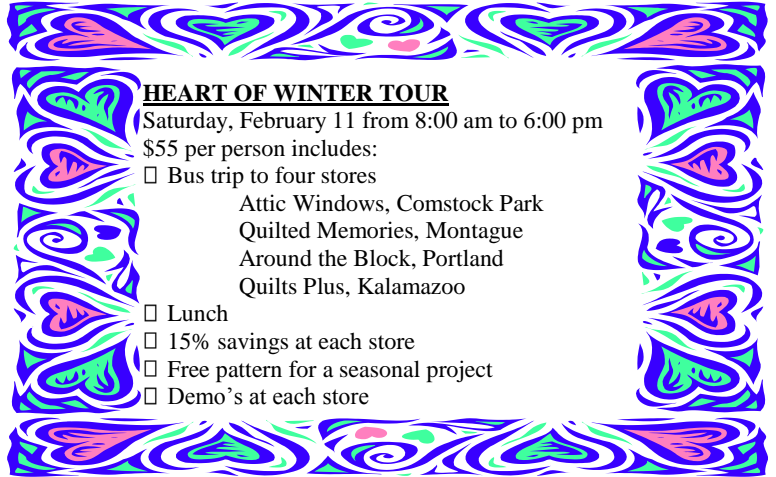 HEART OF WINTER TOUR
Saturday, February 11 from 8:00 am to 6:00 pm
$55 per person includes:
 Bus trip to four stores
Attic Windows, Comstock Park
Quilted Memories, Montague
Around the Block, Portland
Quilts Plus, Kalamazoo
 Lunch
 15% savings at each store
 Free pattern for a seasonal project
 Demo’s at each store